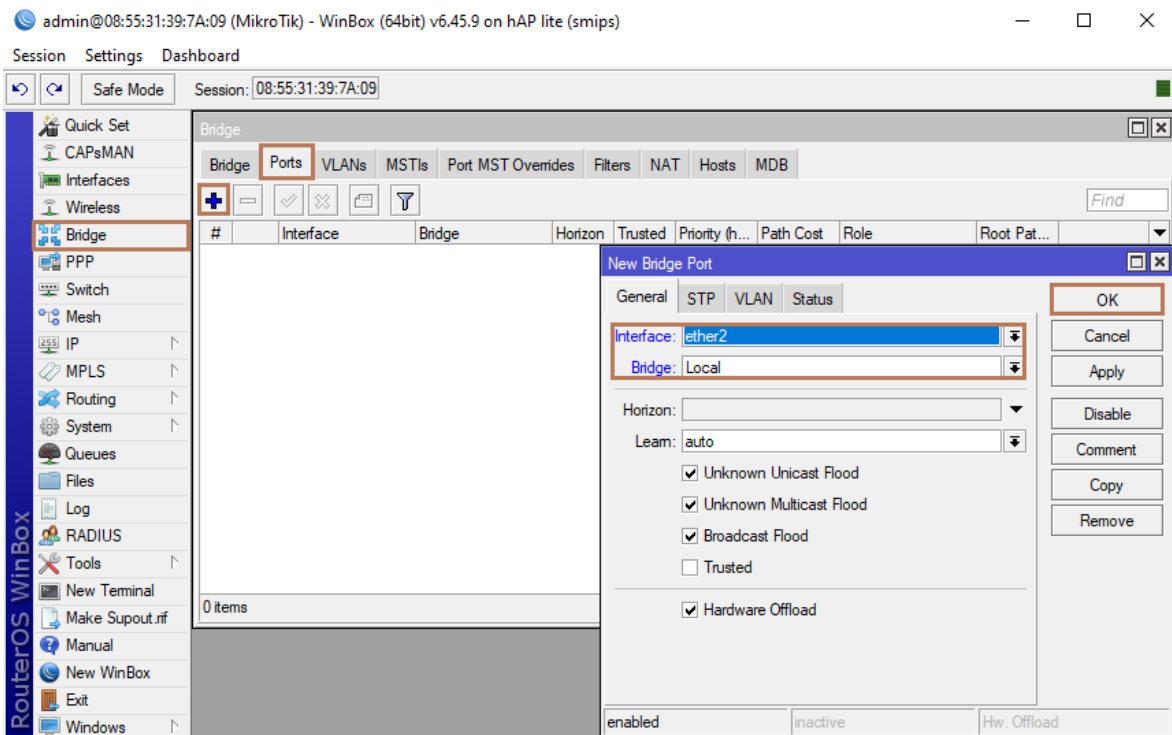 admin@08:55:31:39:7A:09 (MikroTik) - WinBox (64bit) v6.45.9 on hAP lite (smips)
Session Settings Dashboard
Safe Mode Session: 08:55:31:39:7A:09
Quick Set
CAPsMAN
Interfaces
Wireless
Bridge
PPP
Switch
Mesh
IP
MPLS
Routing
System
Queues
Files
Log
RADIUS
Tools
New Terminal
Make Supout.rif
Manual
New WinBox
Exit
Windows
RouterOS WinBox
Bridge
Bridge Ports VLANs MSTIs Port MST Overrides Filters NAT Hosts MDB
Find
# Interface Bridge Horizon Trusted Priority (h... Path Cost Role Root Pat...
0 items
New Bridge Port
General STP VLAN Status
Interface: ether2
Bridge: Local
Horizon:
Learn: auto
Unknown Unicast Flood
Unknown Multicast Flood
Broadcast Flood
Trusted
Hardware Offload
OK
Cancel
Apply
Disable
Comment
Copy
Remove
enabled inactive Hw. Offload